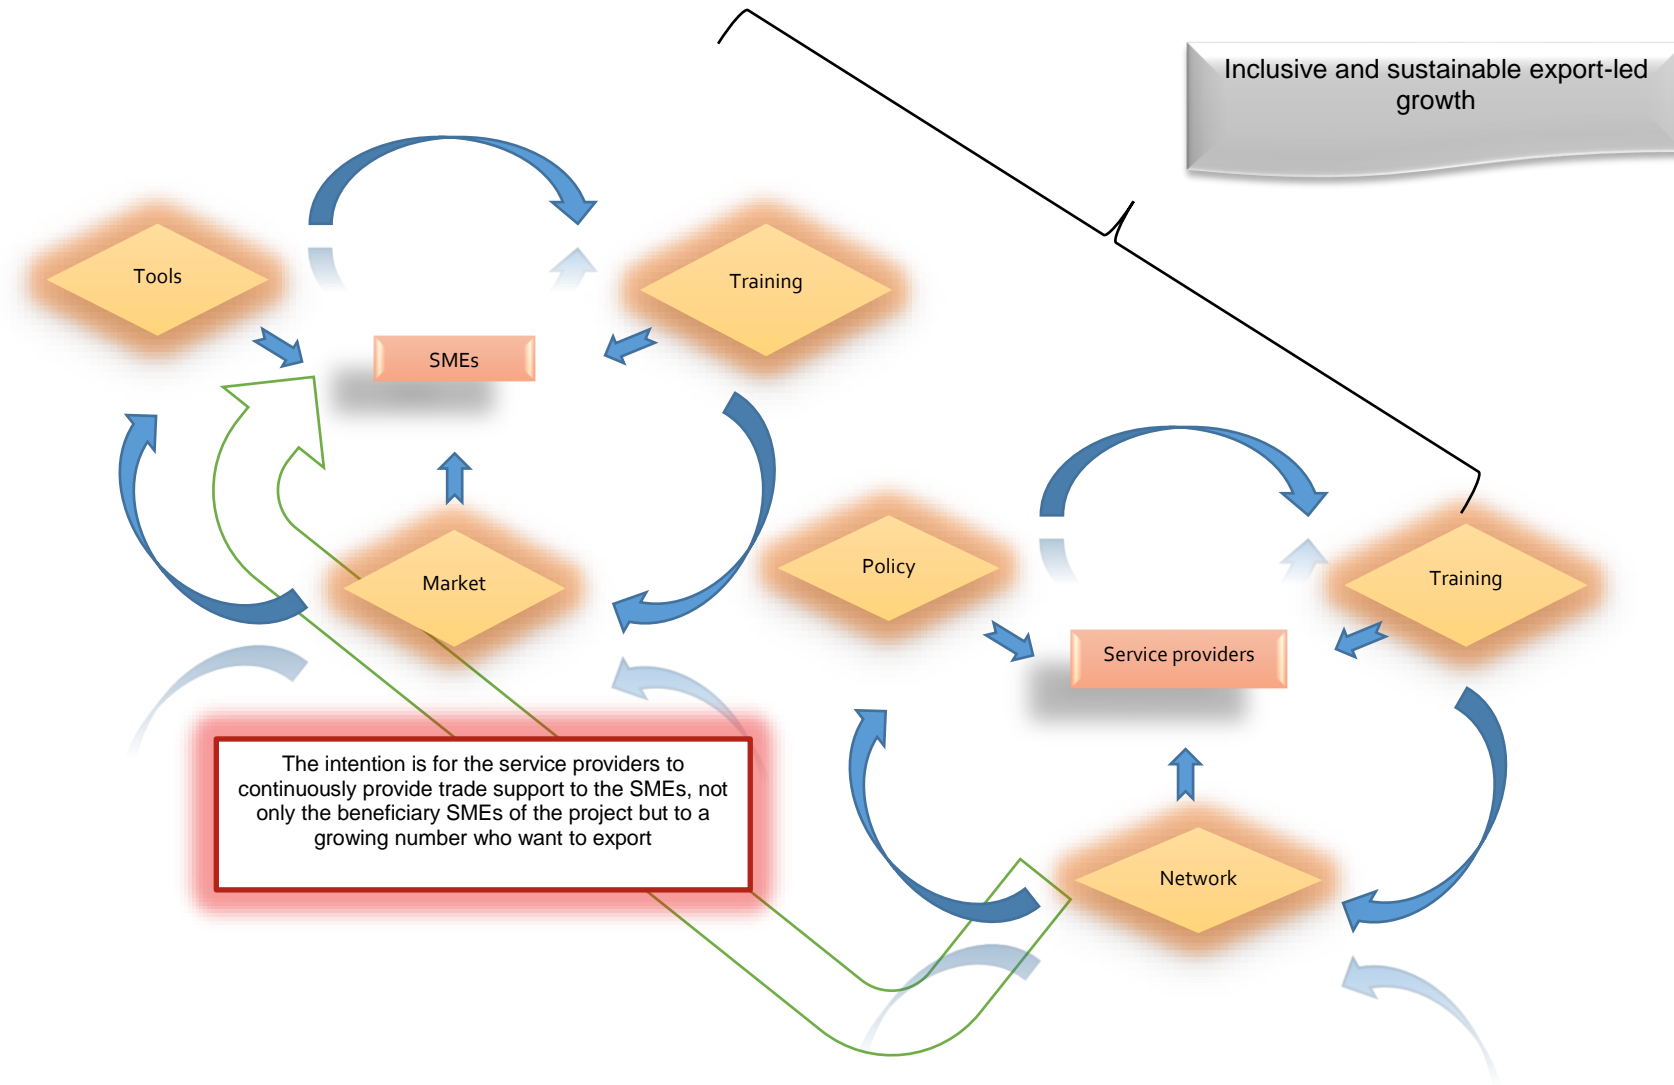 Inclusive and sustainable export-led
growth
Tools
Training
SMEs
Market
Policy
Training
Service providers
Network
The intention is for the service providers to
continuously provide trade support to the SMEs, not
only the beneficiary SMEs of the project but to a
growing number who want to export